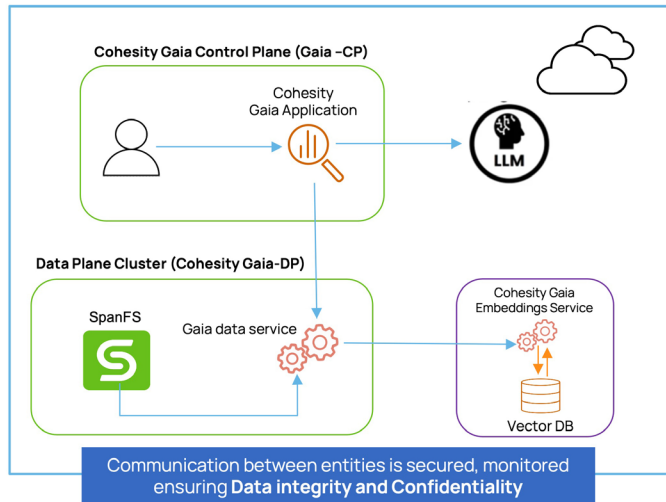 Cohesity Gaia Control Plane (Gaia –CP)
Cohesity
Gaia Application
LLM
Data Plane Cluster (Cohesity Gaia-DP)
SpanFS
Gaia data service
Cohesity Gaia
Embeddings Service
Vector DB
Communication between entities is secured, monitored
ensuring Data integrity and Confidentiality